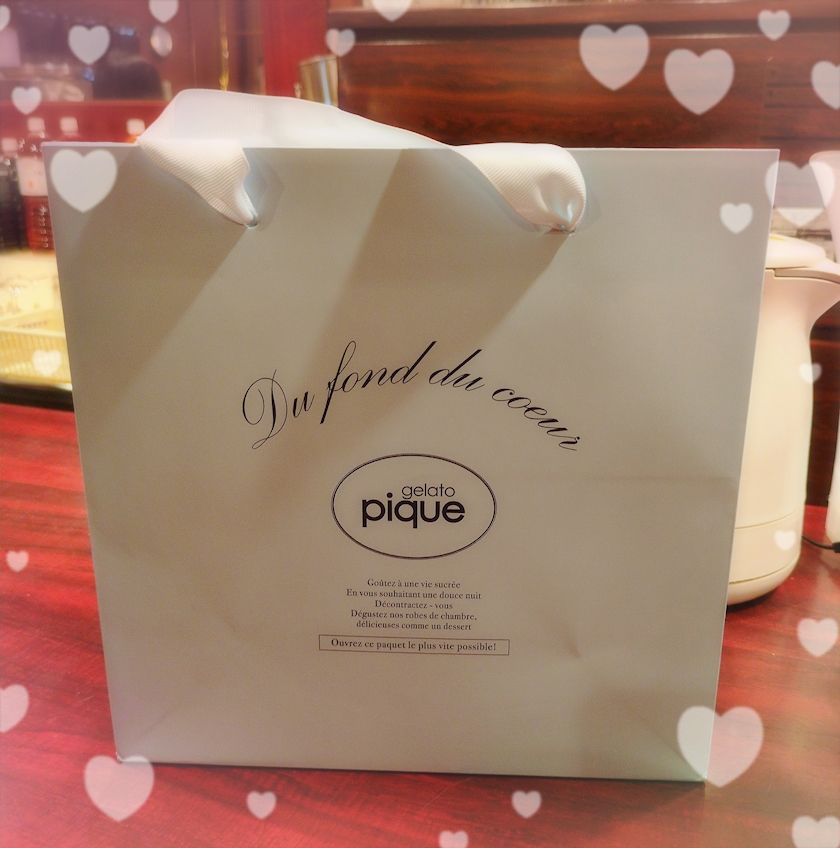 Du fond du coeur
gelato
pique
Goûtez à une vie sucrée
En vous souhaitant une douce nuit
Décontractez - vous
Dégustez nos robes de chambre,
délicieuses comme un dessert
Ouvrez ce paquet le plus vite possible!